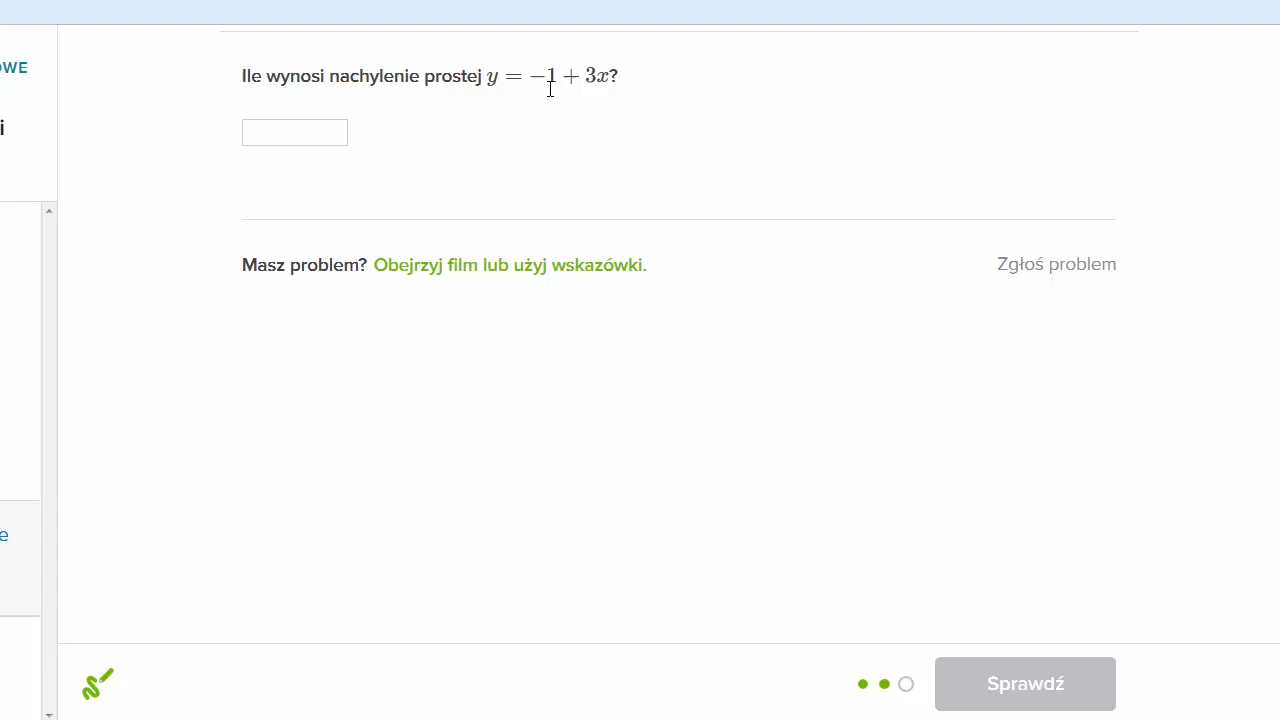 OWE
i
Ile wynosi nachylenie prostej y = −1 + 3x?
Masz problem? Obejrzyj film lub użyj wskazówki.
Zgłoś problem
e
Sprawdź